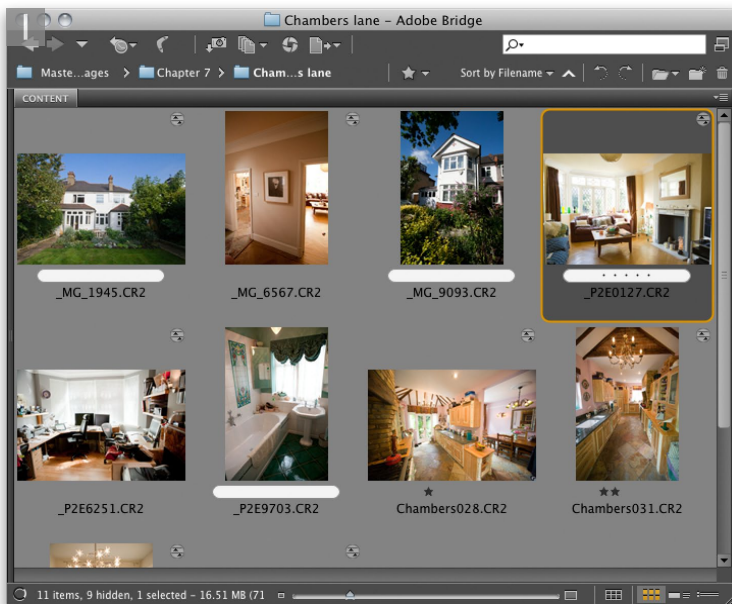 1
Chambers lane – Adobe Bridge
Maste...ages > Chapter 7 > Cham...s lane
Sort by Filename
CONTENT
_MG_1945.CR2 _MG_6567.CR2 _MG_9093.CR2 _P2E0127.CR2
_P2E6251.CR2 _P2E9703.CR2 Chambers028.CR2 Chambers031.CR2
11 items, 9 hidden, 1 selected – 16.51 MB (71